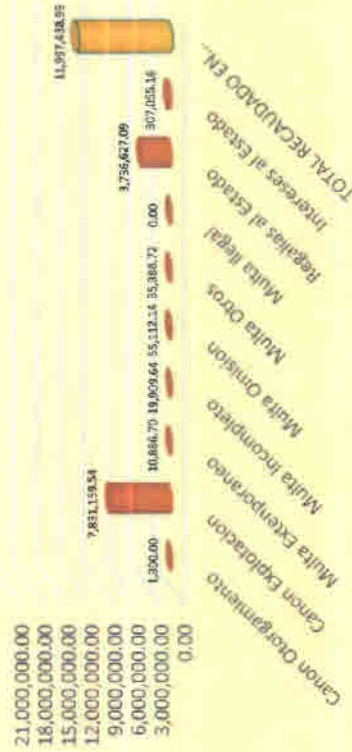 21,000,000.00
18,000,000.00
15,000,000.00
12,000,000.00
9,000,000.00
6,000,000.00
3,000,000.00
0.00
1,300.00
7,831,159.54
10,886.70
19,909.64
55,112.14
35,388.72
0.00
3,736,627.09
307,055.16
11,997,438.99
Canon Otorgamiento
Canon Explotacion
Multa Extemporaneo
Multa Incompleto
Multa Omision
Multa Otros
Multa Ilegal
Regalias al Estado
Intereses al Estado
TOTAL RECAUDADO EN...